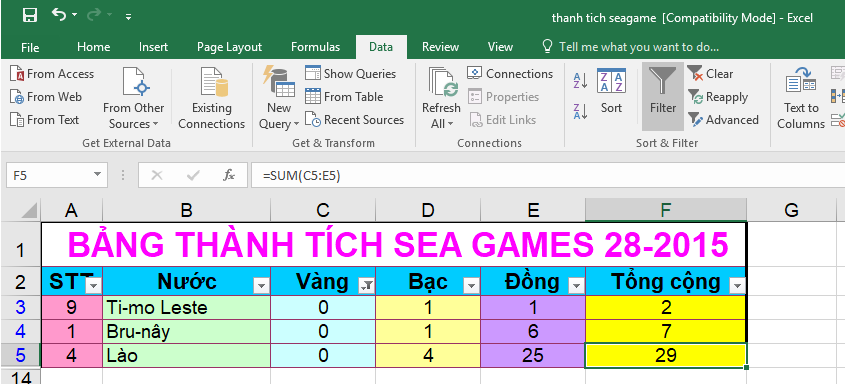 thanh tich seagame [Compatibility Mode] - Excel
File Home Insert Page Layout Formulas Data Review View Tell me what you want to do...
From Access
From Web
From Text
From Other Sources
Existing Connections
Get External Data
New Query
Show Queries
From Table
Recent Sources
Get & Transform
Refresh All
Connections
Properties
Edit Links
Connections
A Z
Z A
Z A A Z
Sort
Filter
Clear
Reapply
Advanced
Sort & Filter
Text to Columns
F5 fx =SUM(C5:E5)
A B C D E F G
1 BẢNG THÀNH TÍCH SEA GAMES 28-2015
2 STT Nước Vàng Bạc Đồng Tổng cộng
3 9 Ti-mo Leste 0 1 1 2
4 1 Bru-nây 0 1 6 7
5 4 Lào 0 4 25 29
14